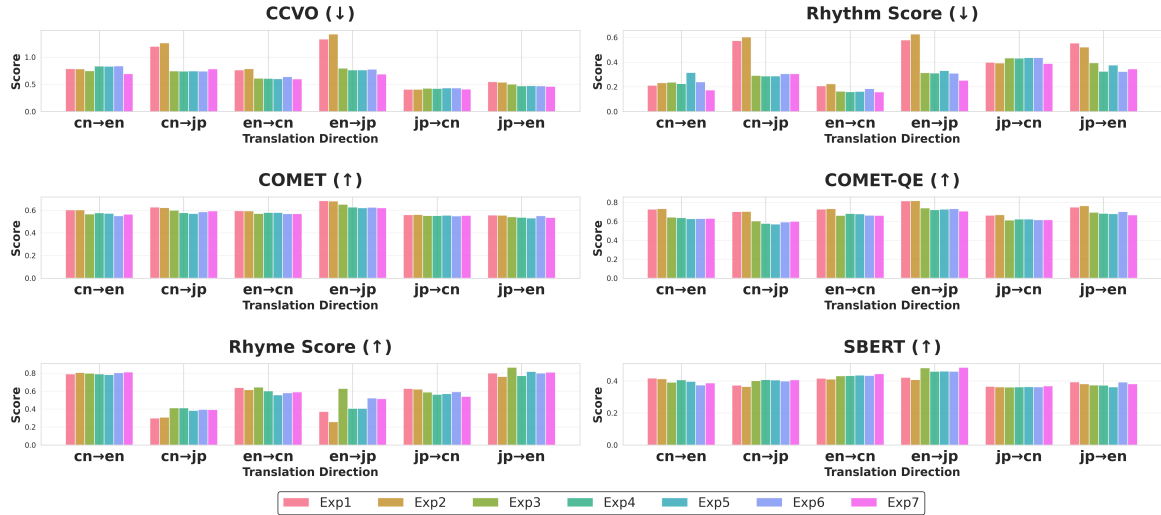 CCVO (↓)
Score
1.0
0.5
0.0
cn→en cn→jp en→cn en→jp jp→cn jp→en
Translation Direction
Rhythm Score (↓)
Score
0.6
0.4
0.2
0.0
cn→en cn→jp en→cn en→jp jp→cn jp→en
Translation Direction
COMET (↑)
Score
0.6
0.4
0.2
0.0
cn→en cn→jp en→cn en→jp jp→cn jp→en
Translation Direction
COMET-QE (↑)
Score
0.8
0.6
0.4
0.2
0.0
cn→en cn→jp en→cn en→jp jp→cn jp→en
Translation Direction
Rhyme Score (↑)
Score
0.8
0.6
0.4
0.2
0.0
cn→en cn→jp en→cn en→jp jp→cn jp→en
Translation Direction
SBERT (↑)
Score
0.4
0.2
0.0
cn→en cn→jp en→cn en→jp jp→cn jp→en
Translation Direction
Exp1 Exp2 Exp3 Exp4 Exp5 Exp6 Exp7